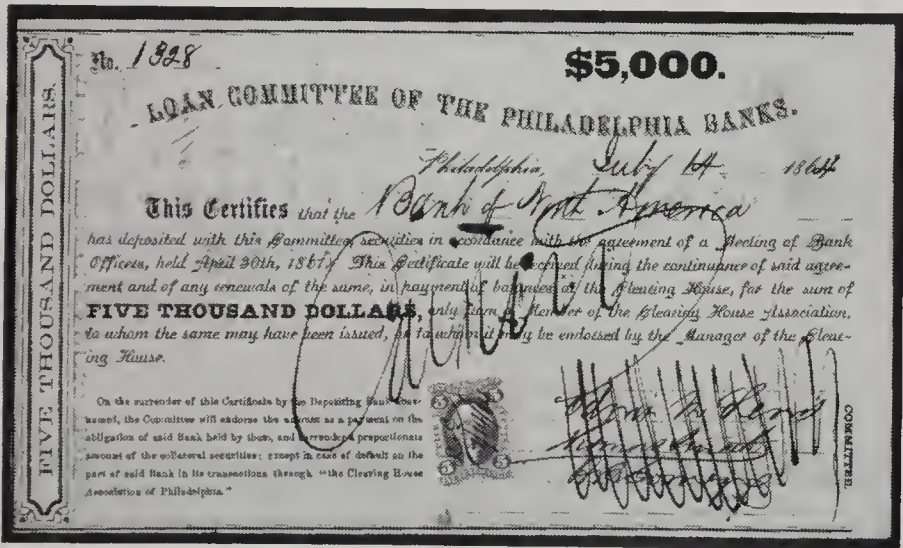 FIVE THOUSAND DOLLARS.
No. 1328
$5,000.
LOAN COMMITTEE OF THE PHILADELPHIA BANKS.
Philadelphia, July 14 1864
This Certifies that the Bank of North America
has deposited with this Committee, securities in accordance with the agreement of a Meeting of Bank
Officers, held April 30th, 1861. This Certificate will be received during the continuance of said agree-
ment and of any renewals of the same, in payment of balances at the Clearing House, for the sum of
FIVE THOUSAND DOLLARS, only from a Member of the Clearing House Association,
to whom the same may have been issued, or to whom it may be endorsed by the Manager of the Clear-
ing House.
On the surrender of this Certificate by the Depositing Bank above
named, the Committee will endorse the amount as a payment on the
obligation of said Bank held by them, and surrender a proportionate
amount of the collateral securities; except in case of default on the
part of said Bank in its transactions through "the Clearing House
Association of Philadelphia."
COMMITTEE.